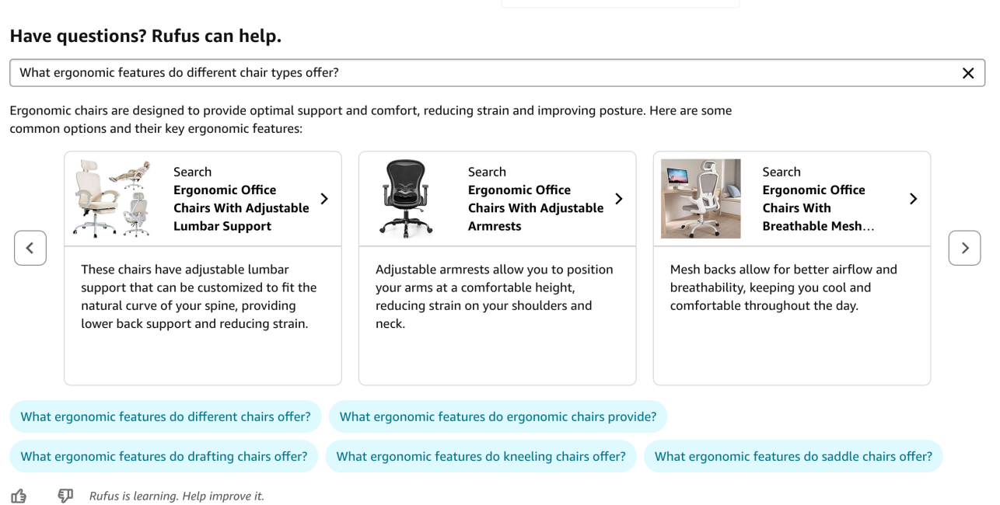 Have questions? Rufus can help.
What ergonomic features do different chair types offer?
Ergonomic chairs are designed to provide optimal support and comfort, reducing strain and improving posture. Here are some
common options and their key ergonomic features:
Search
Ergonomic Office
Chairs With Adjustable
Lumbar Support
These chairs have adjustable lumbar
support that can be customized to fit the
natural curve of your spine, providing
lower back support and reducing strain.
Search
Ergonomic Office
Chairs With Adjustable
Armrests
Adjustable armrests allow you to position
your arms at a comfortable height,
reducing strain on your shoulders and
neck.
Search
Ergonomic Office
Chairs With
Breathable Mesh…
Mesh backs allow for better airflow and
breathability, keeping you cool and
comfortable throughout the day.
What ergonomic features do different chairs offer?
What ergonomic features do ergonomic chairs provide?
What ergonomic features do drafting chairs offer?
What ergonomic features do kneeling chairs offer?
What ergonomic features do saddle chairs offer?
Rufus is learning. Help improve it.